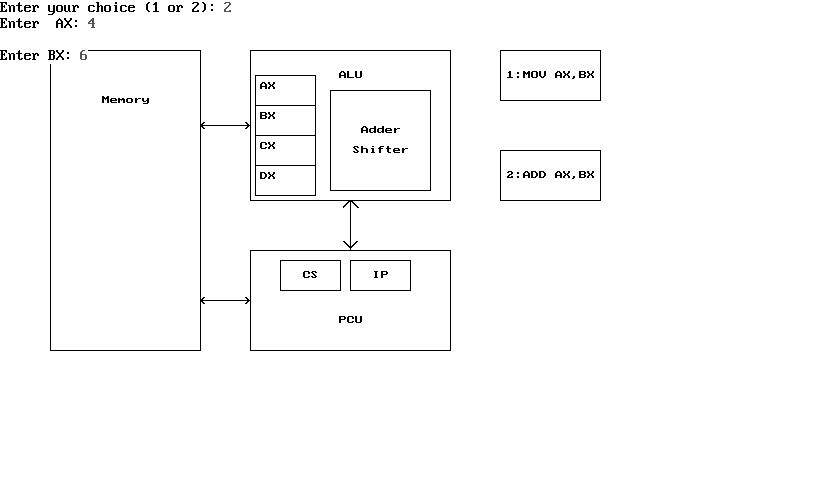 Enter your choice (1 or 2): 2
Enter  AX: 4
Enter BX: 6
Memory
ALU
AX
BX
CX
DX
Adder
Shifter
1:MOV AX,BX
2:ADD AX,BX
CS
IP
PCU